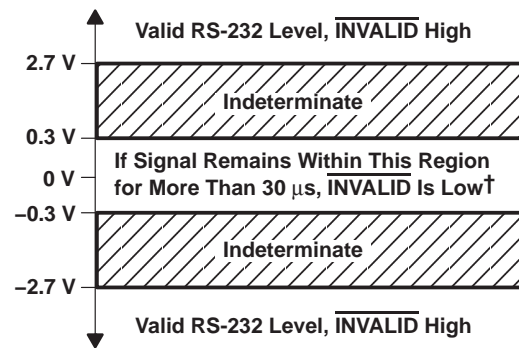 Valid RS-232 Level, INVALID High
2.7 V
Indeterminate
0.3 V
If Signal Remains Within This Region
0 V
for More Than 30 μs, INVALID Is Low†
–0.3 V
Indeterminate
–2.7 V
Valid RS-232 Level, INVALID High